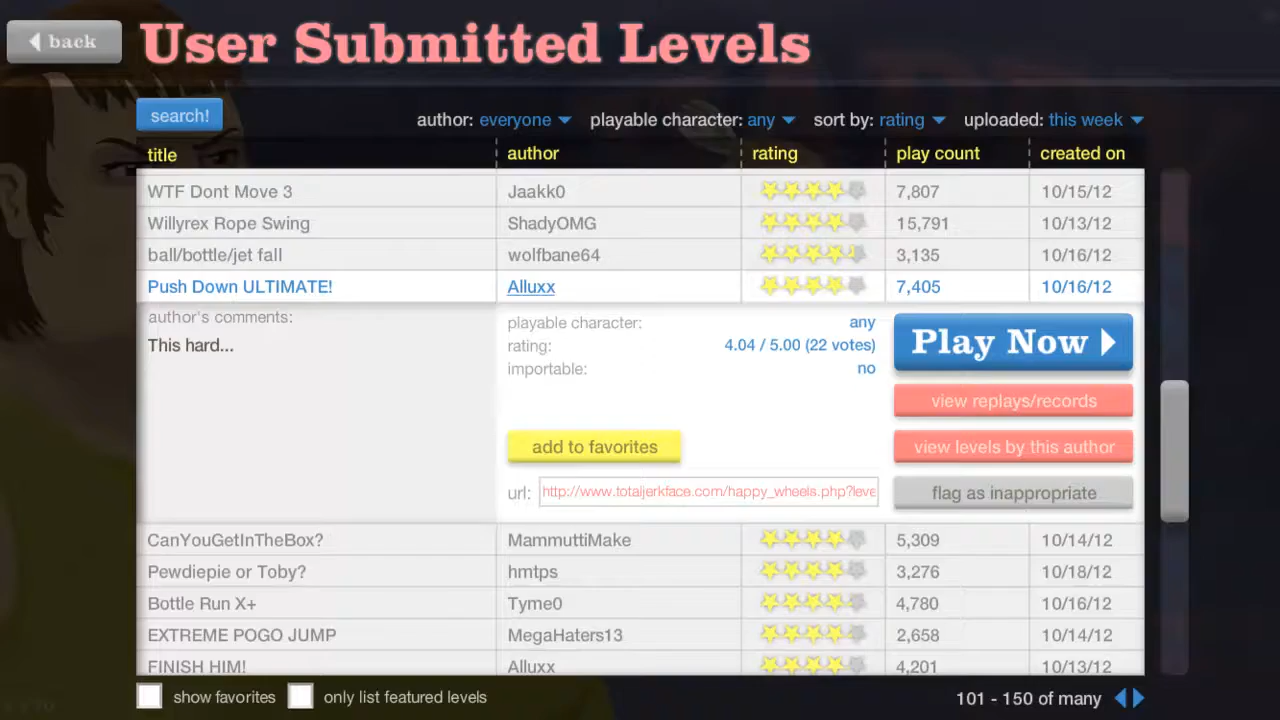 back
User Submitted Levels
search!
author: everyone playable character: any sort by: rating uploaded: this week
title author rating play count created on
WTF Dont Move 3 Jaakk0 7,807 10/15/12
Willyrex Rope Swing ShadyOMG 15,791 10/13/12
ball/bottle/jet fall wolfbane64 3,135 10/16/12
Push Down ULTIMATE! Alluxx 7,405 10/16/12
author's comments:
This hard...
playable character: any
rating: 4.04 / 5.00 (22 votes)
importable: no
add to favorites
url: http://www.totaljerkface.com/happy_wheels.php?leve
Play Now
view replays/records
view levels by this author
flag as inappropriate
CanYouGetInTheBox? MammuttiMake 5,309 10/14/12
Pewdiepie or Toby? hmtps 3,276 10/18/12
Bottle Run X+ Tyme0 4,780 10/16/12
EXTREME POGO JUMP MegaHaters13 2,658 10/14/12
FINISH HIM! Alluxx 4,201 10/13/12
show favorites only list featured levels 101 - 150 of many